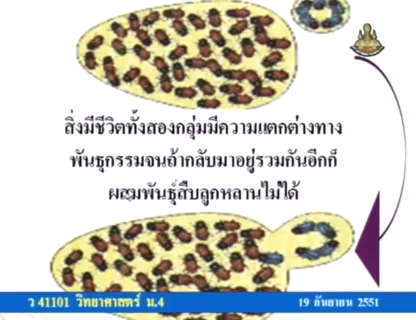 สิ่งมีชีวิตทั้งสองกลุ่มมีความแตกต่างทาง
พันธุกรรมจนถ้ากลับมาอยู่รวมกันอีกก็
ผสมพันธุ์สืบลูกหลานไม่ได้
ว 41101 วิทยาศาสตร์ ม.4
19 กันยายน 2551